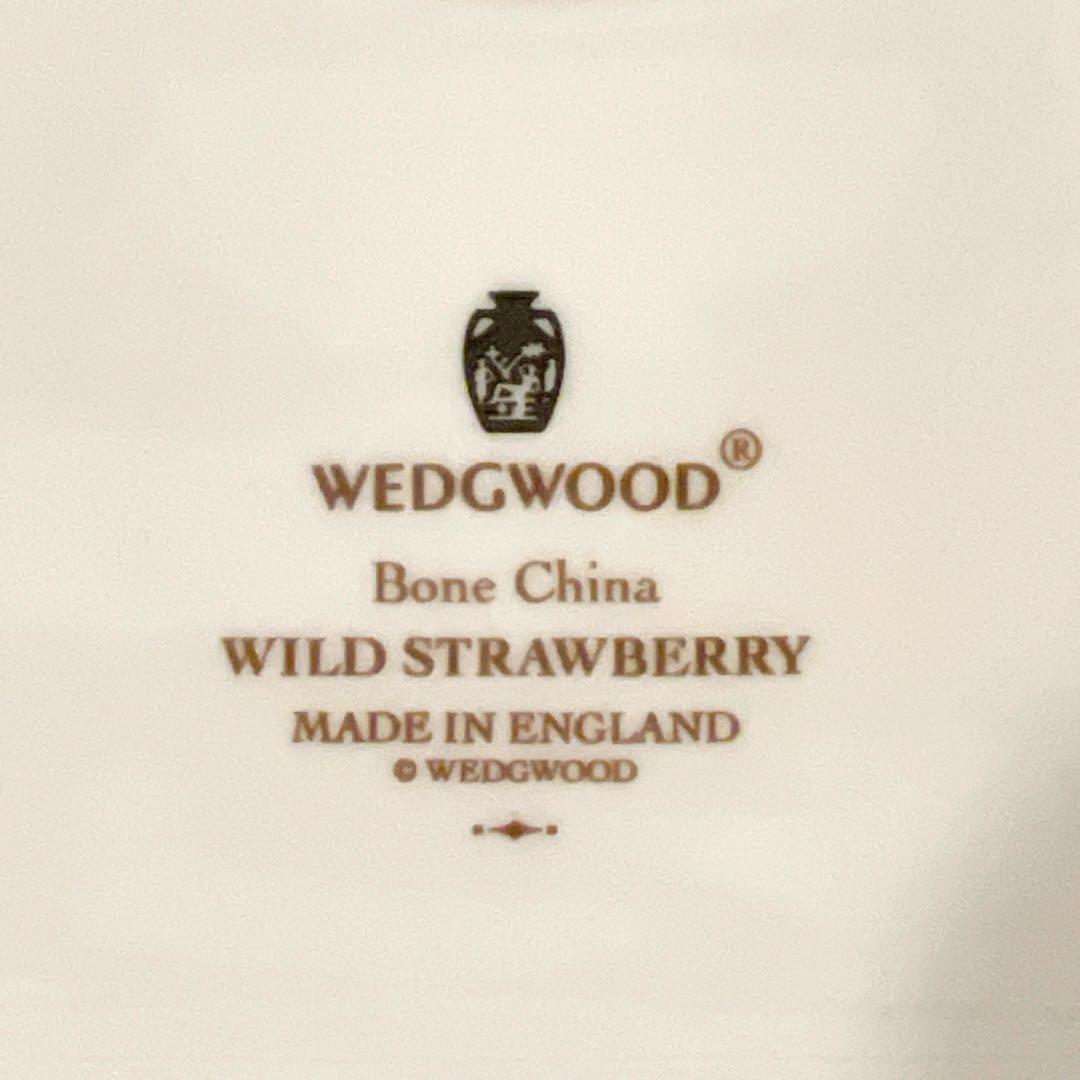 WEDGWOOD®
Bone China
WILD STRAWBERRY
MADE IN ENGLAND
© WEDGWOOD